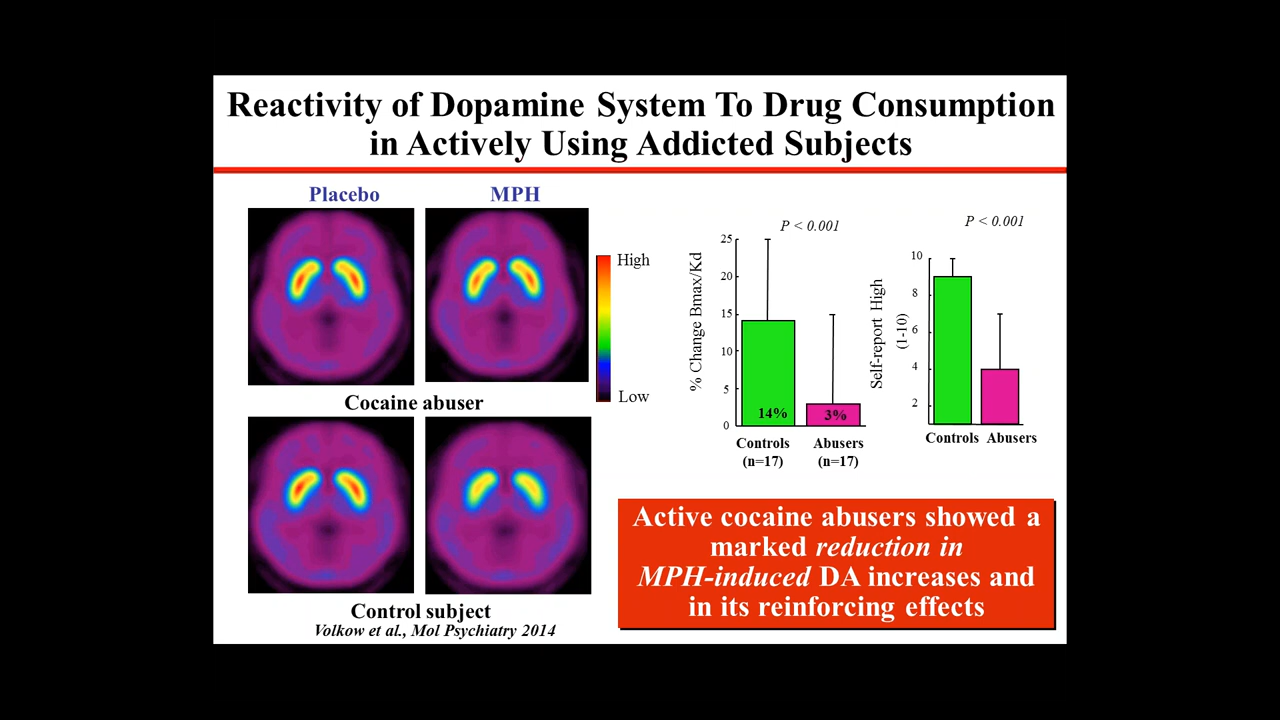 Reactivity of Dopamine System To Drug Consumption
in Actively Using Addicted Subjects
Placebo
MPH
High
Low
Cocaine abuser
Control subject
Volkow et al., Mol Psychiatry 2014
P < 0.001
% Change Bmax/Kd
25
20
15
10
5
0
14%
3%
Controls
(n=17)
Abusers
(n=17)
P < 0.001
Self-report High
(1-10)
10
8
6
4
2
Controls
Abusers
Active cocaine abusers showed a
marked reduction in
MPH-induced DA increases and
in its reinforcing effects